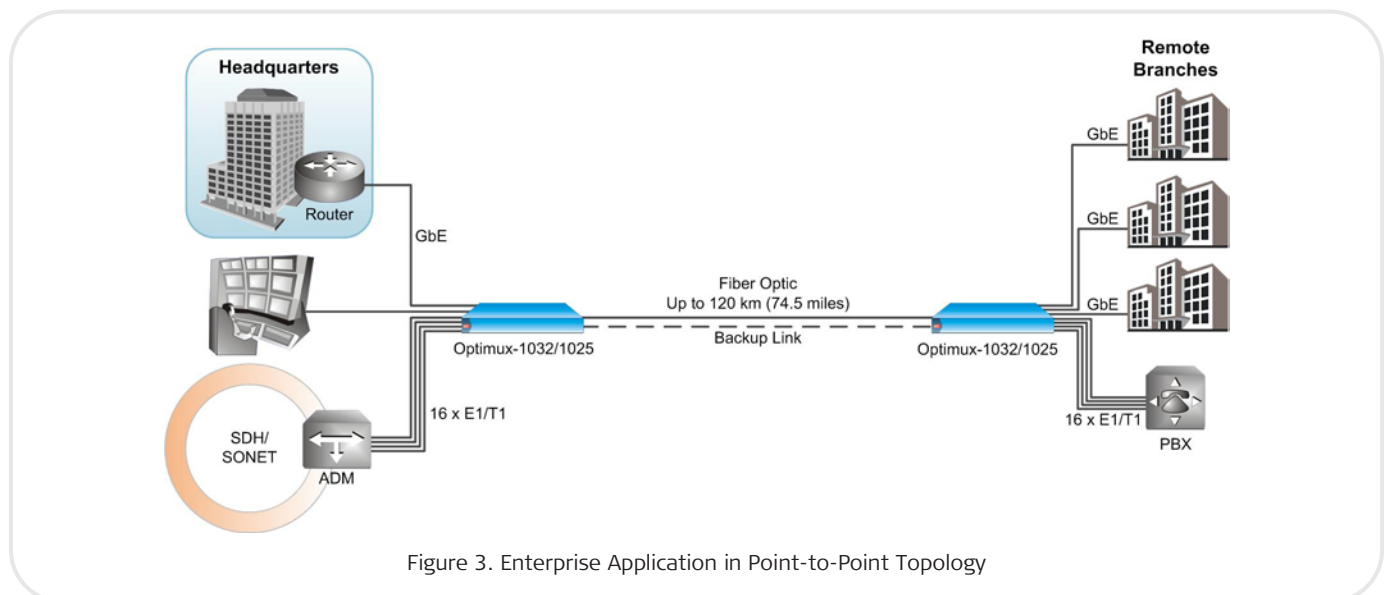 Headquarters
Router
GbE
Fiber Optic
Up to 120 km (74.5 miles)
Backup Link
Optimux-1032/1025
Optimux-1032/1025
16 x E1/T1
SDH/
SONET
ADM
Remote
Branches
GbE
GbE
GbE
16 x E1/T1
PBX
Figure 3. Enterprise Application in Point-to-Point Topology